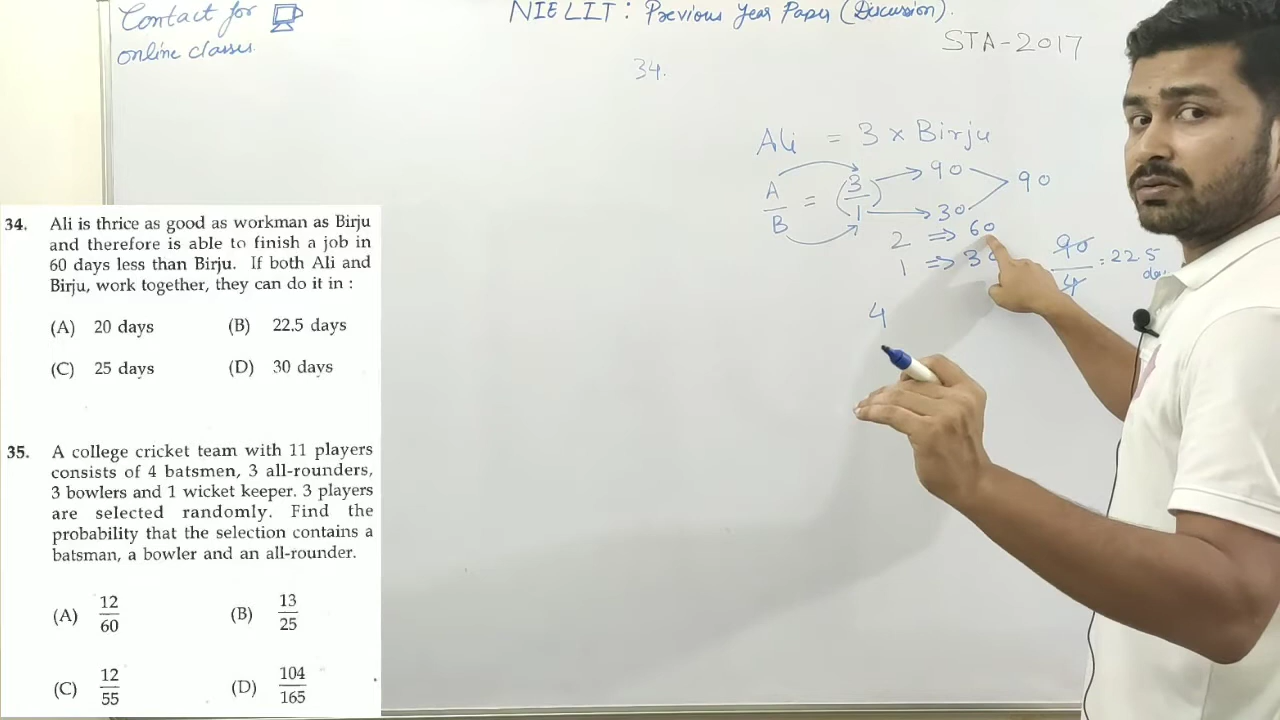 Contact for
online classes
NIELIT : Previous Year Paper (Discussion).
STA-2017
34.
Ali = 3 x Birju
A/B = (3/1) → 90
→ 30
90
2 ⇒ 60
1 ⇒ 30
90/4 = 22.5
4
34. Ali is thrice as good as workman as Birju
and therefore is able to finish a job in
60 days less than Birju. If both Ali and
Birju, work together, they can do it in :
(A) 20 days (B) 22.5 days
(C) 25 days (D) 30 days
35. A college cricket team with 11 players
consists of 4 batsmen, 3 all-rounders,
3 bowlers and 1 wicket keeper. 3 players
are selected randomly. Find the
probability that the selection contains a
batsman, a bowler and an all-rounder.
(A) 12/60 (B) 13/25
(C) 12/55 (D) 104/165